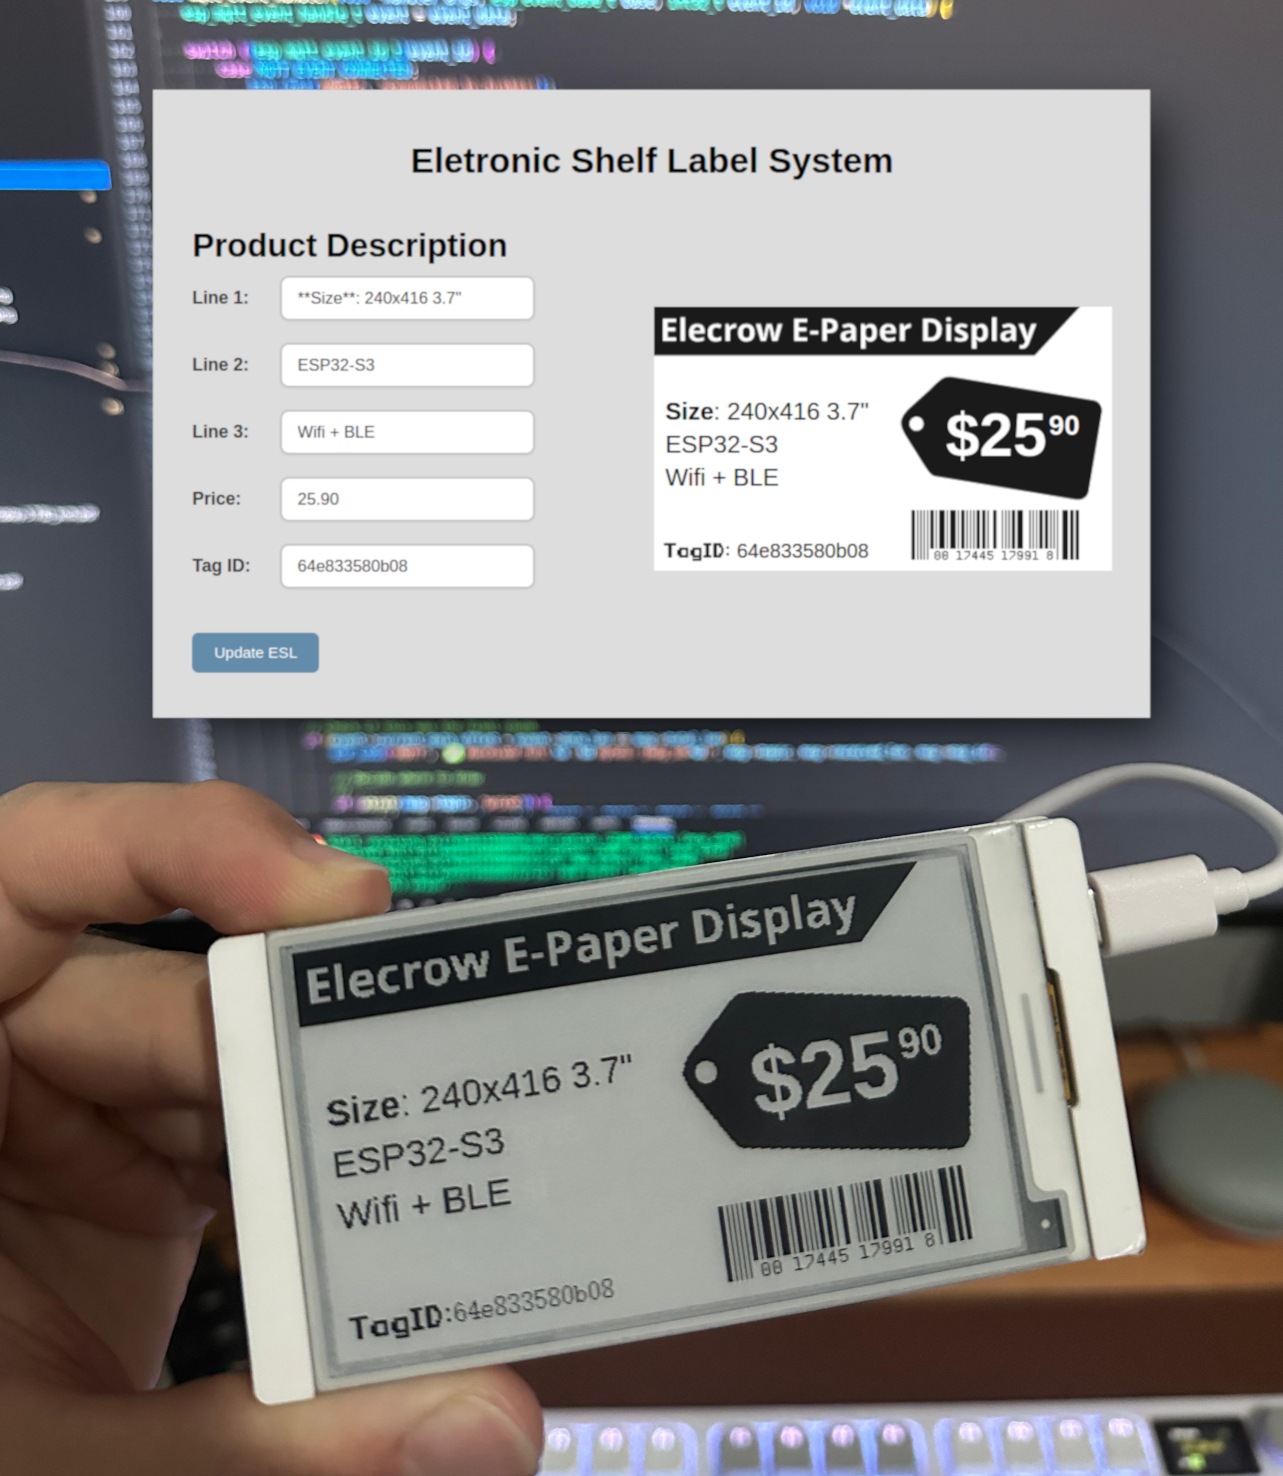 Eletronic Shelf Label System
Product Description
Line 1: **Size**: 240x416 3.7"
Line 2: ESP32-S3
Line 3: Wifi + BLE
Price: 25.90
Tag ID: 64e833580b08
Update ESL
Elecrow E-Paper Display
Size: 240x416 3.7"
ESP32-S3
Wifi + BLE
$25 90
TagID: 64e833580b08
00 17445 17991 8
Elecrow E-Paper Display
Size: 240x416 3.7"
ESP32-S3
Wifi + BLE
$25 90
00 17445 17991 8
TagID:64e833580b08